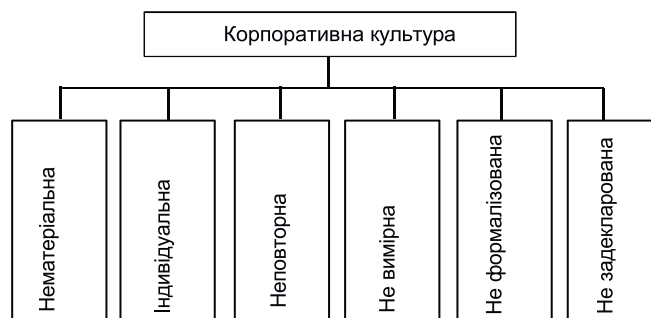 Корпоративна культура
Нематеріальна
Індивідуальна
Неповторна
Не вимірна
Не формалізована
Не задекларована